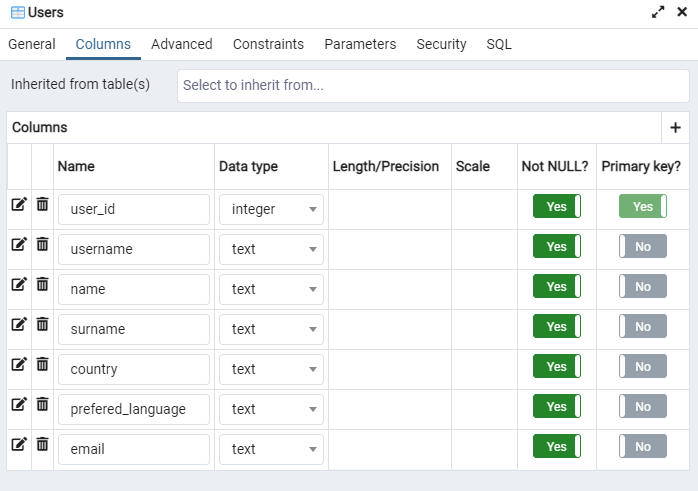 Users
General Columns Advanced Constraints Parameters Security SQL
Inherited from table(s) Select to inherit from...
Columns
Name Data type Length/Precision Scale Not NULL? Primary key?
user_id integer Yes Yes
username text Yes No
name text Yes No
surname text Yes No
country text Yes No
prefered_language text Yes No
email text Yes No